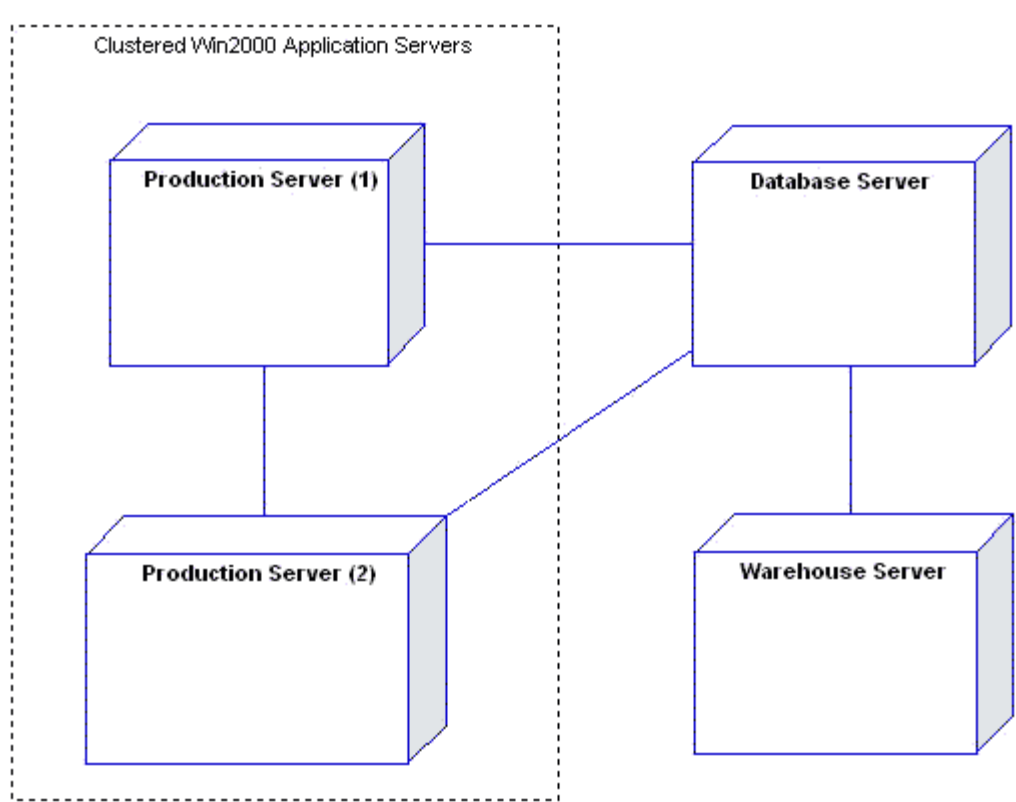 Clustered Win2000 Application Servers
Production Server (1)
Database Server
Production Server (2)
Warehouse Server